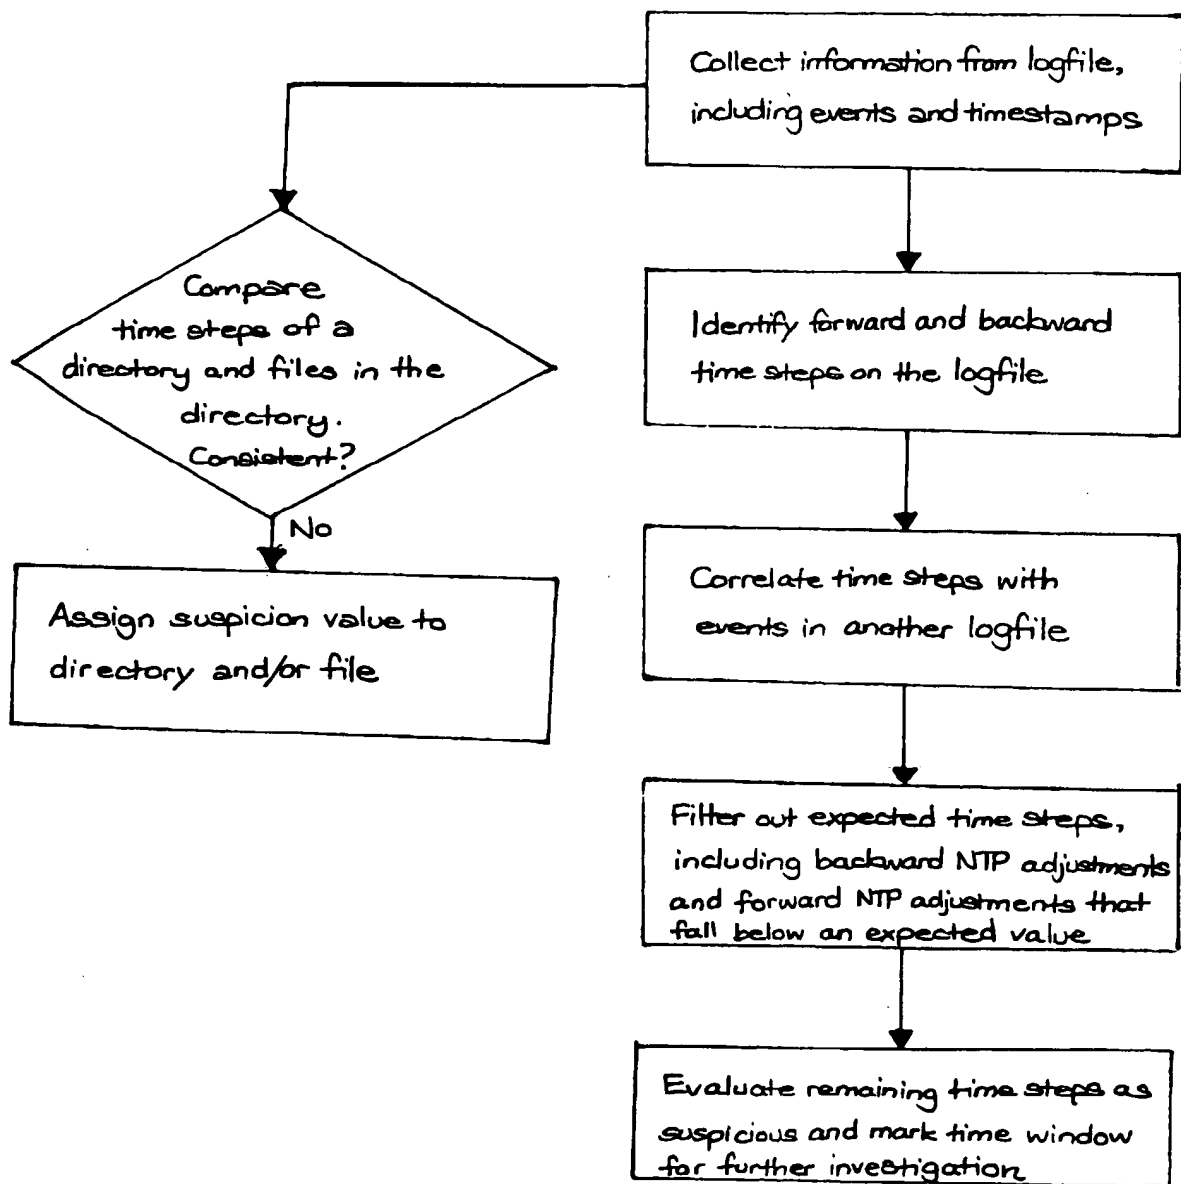 Collect information from logfile,
including events and timestamps
Compare
time steps of a
directory and files in the
directory.
Consistent?
No
Assign suspicion value to
directory and/or file
Identify forward and backward
time steps on the logfile
Correlate time steps with
events in another logfile
Filter out expected time steps,
including backward NTP adjustments
and forward NTP adjustments that
fall below an expected value
Evaluate remaining time steps as
suspicious and mark time window
for further investigation